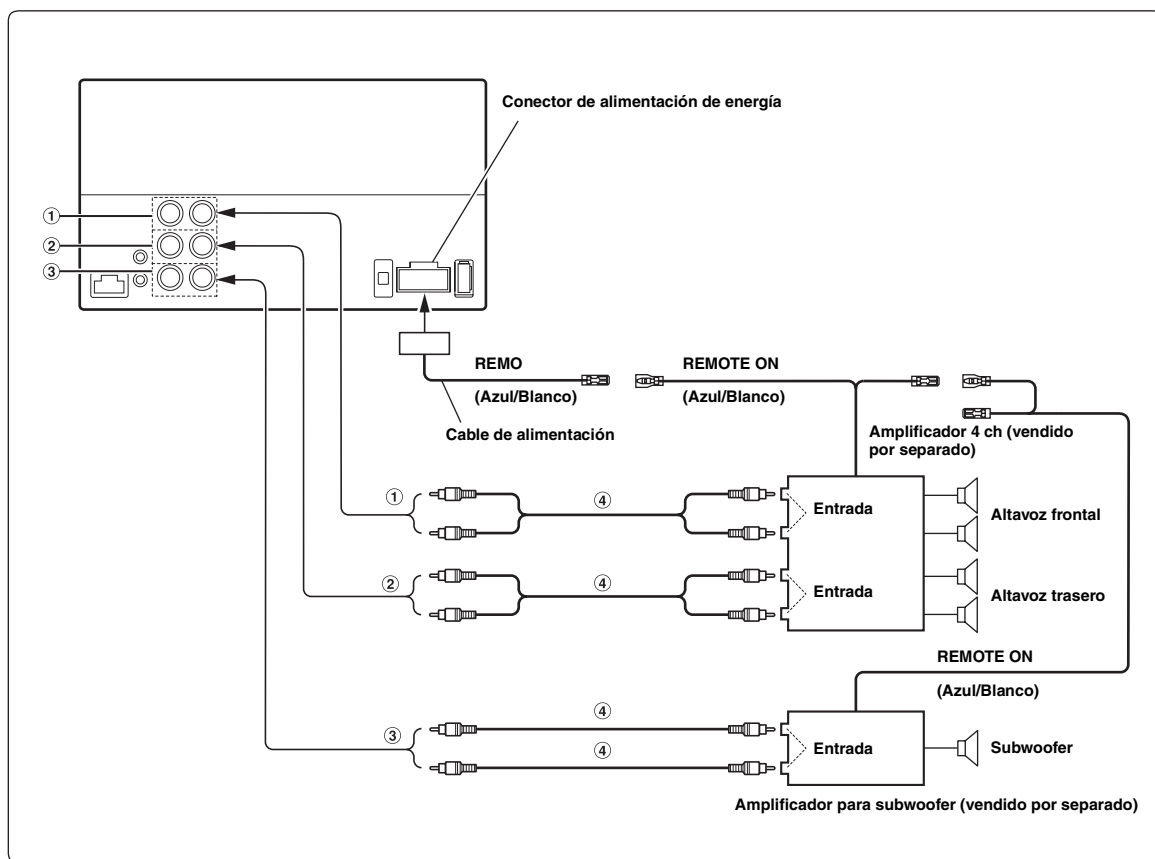 Conector de alimentación de energía
①
②
③
REMO
(Azul/Blanco)
REMOTE ON
(Azul/Blanco)
Cable de alimentación
Amplificador 4 ch (vendido
por separado)
①
④
Entrada
Altavoz frontal
②
④
Entrada
Altavoz trasero
REMOTE ON
(Azul/Blanco)
③
④
④
Entrada
Subwoofer
Amplificador para subwoofer (vendido por separado)